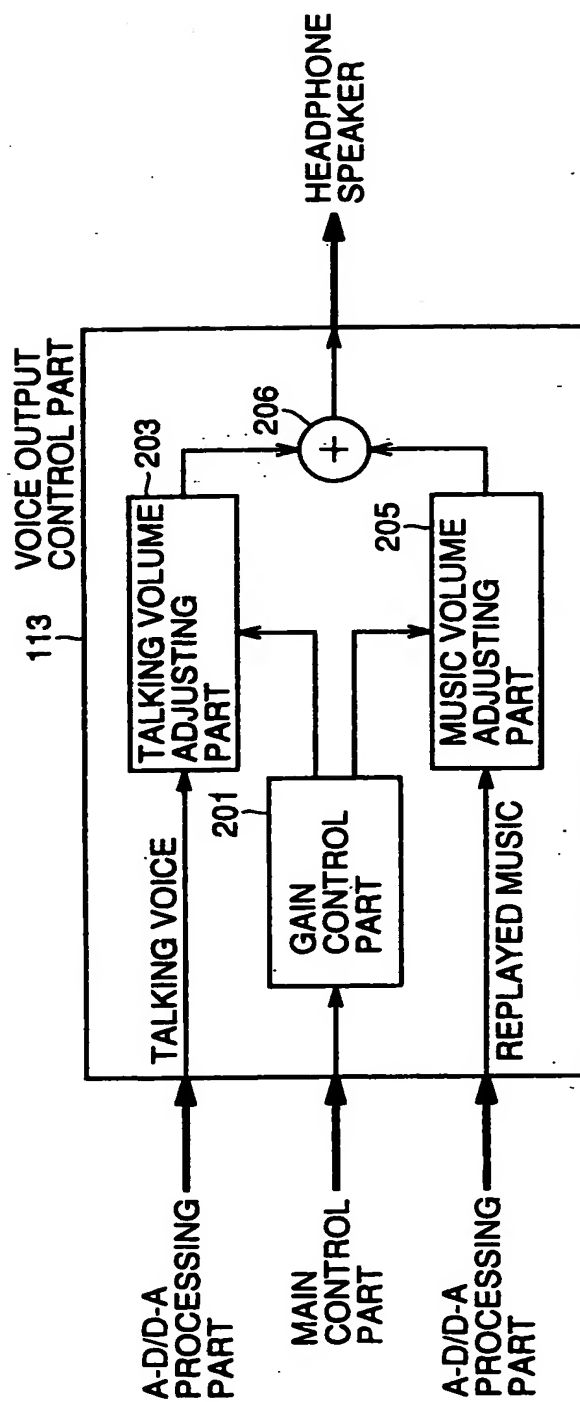 VOICE OUTPUT
CONTROL PART
113
A-D/D-A
PROCESSING
PART
TALKING VOICE
203
TALKING VOLUME
ADJUSTING
PART
MAIN
CONTROL
PART
201
GAIN
CONTROL
PART
206
+
HEADPHONE
SPEAKER
A-D/D-A
PROCESSING
PART
REPLAYED MUSIC
205
MUSIC VOLUME
ADJUSTING
PART